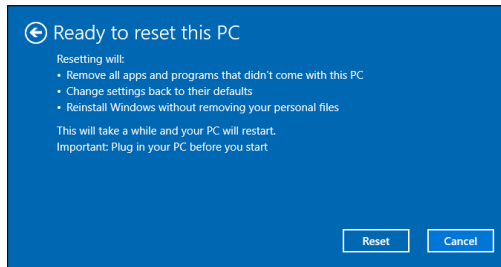 Ready to reset this PC
Resetting will:
• Remove all apps and programs that didn't come with this PC
• Change settings back to their defaults
• Reinstall Windows without removing your personal files
This will take a while and your PC will restart.
Important: Plug in your PC before you start
Reset Cancel